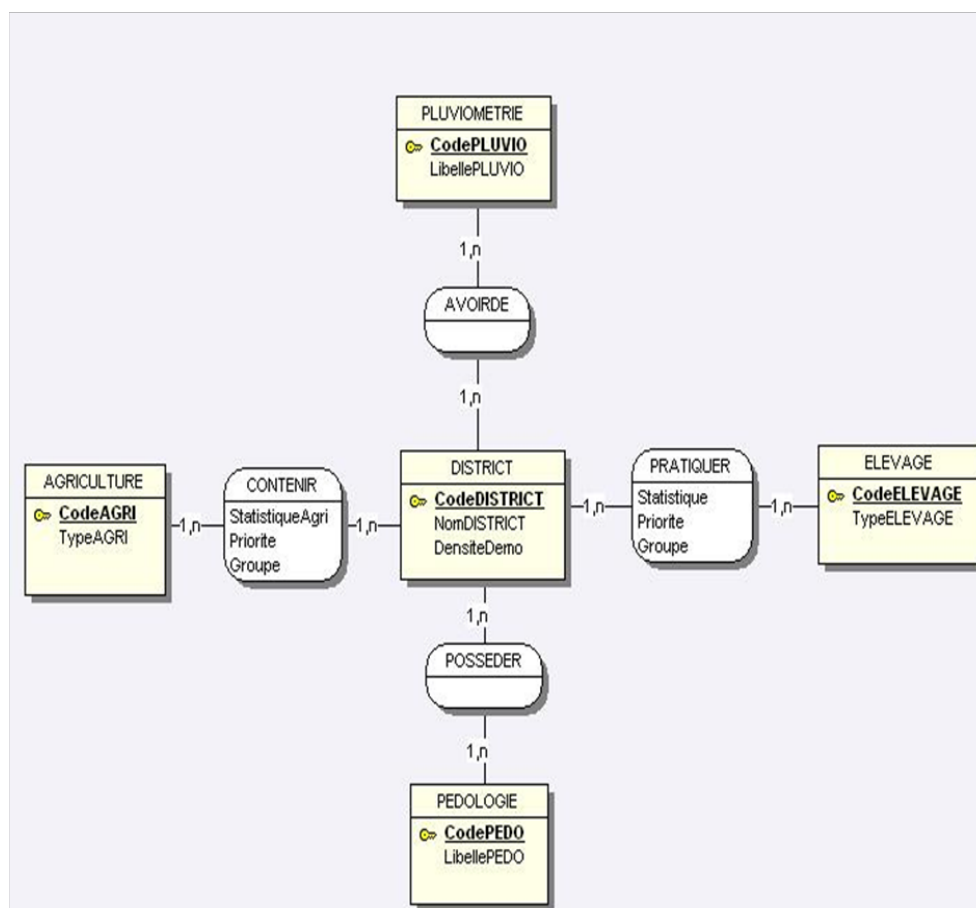 PLUVIOMETRIE
CodePLUVIO
LibellePLUVIO
1,n
AVOIRDE
1,n
AGRICULTURE
CodeAGRI
TypeAGRI
1,n
CONTENIR
StatistiqueAgri
Priorite
Groupe
1,n
DISTRICT
CodeDISTRICT
NomDISTRICT
DensiteDemo
1,n
PRATIQUER
Statistique
Priorite
Groupe
1,n
ELEVAGE
CodeELEVAGE
TypeELEVAGE
1,n
POSSEDER
1,n
PEDOLOGIE
CodePEDO
LibellePEDO